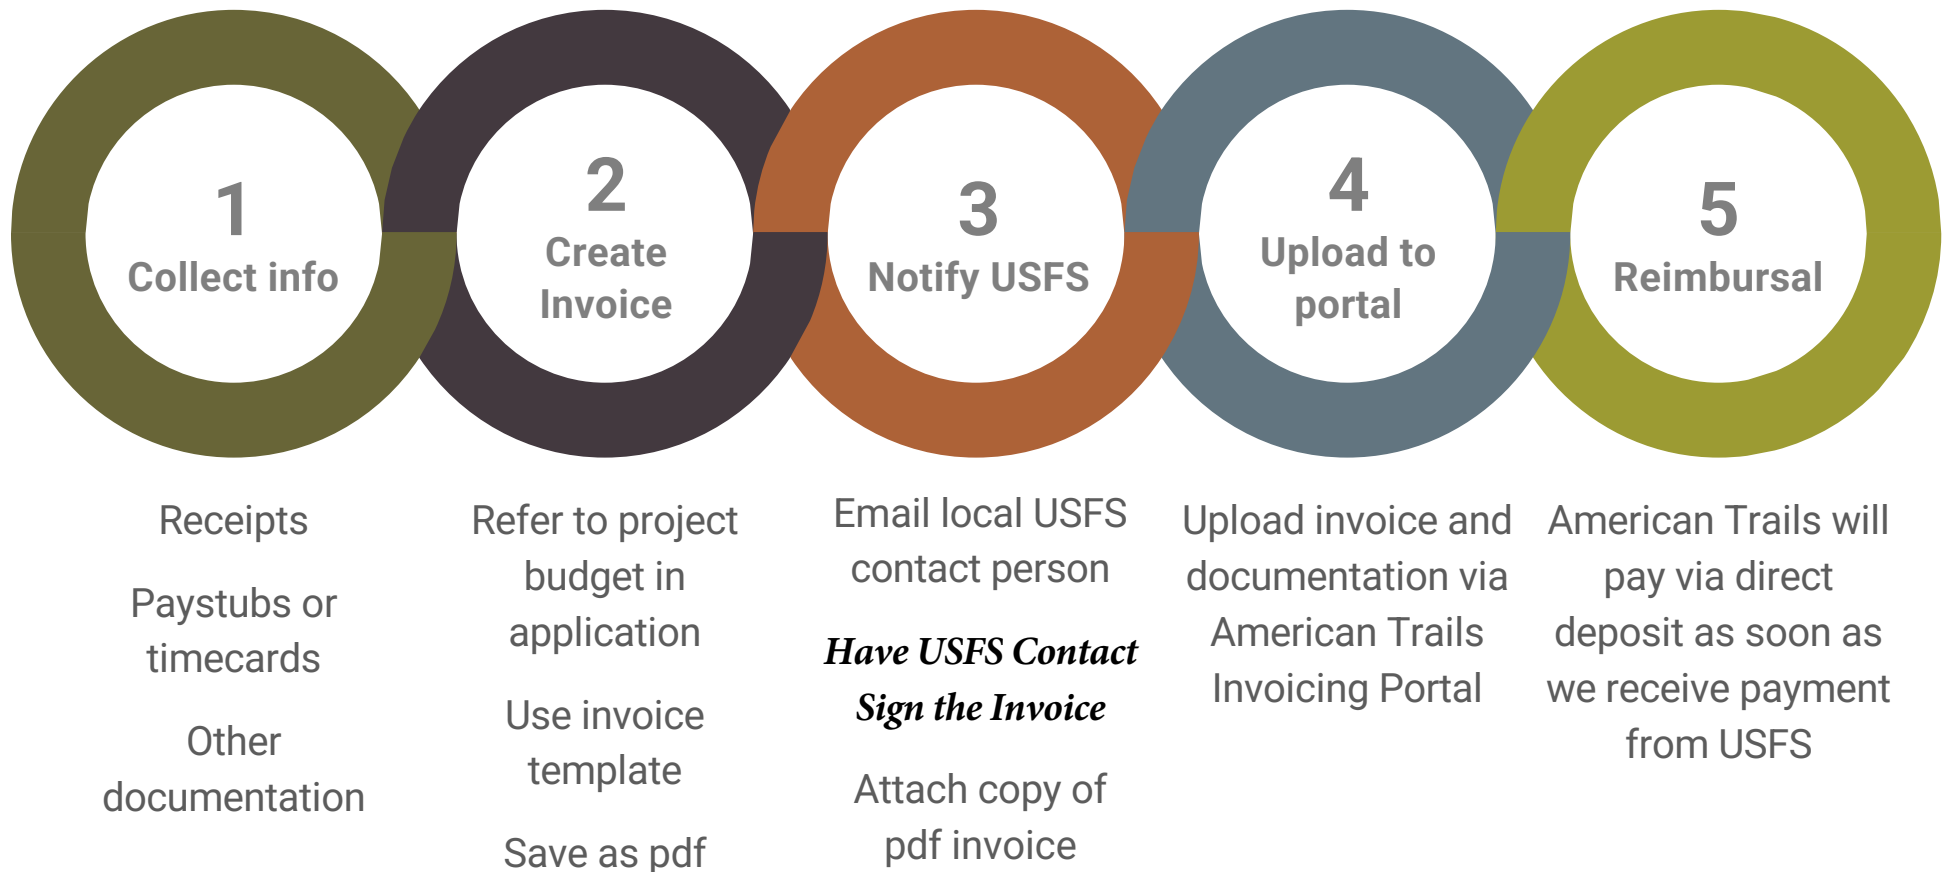 1
Collect info
Receipts
Paystubs or
timecards
Other
documentation
2
Create
Invoice
Refer to project
budget in
application
Use invoice
template
Save as pdf
3
Notify USFS
Email local USFS
contact person
Have USFS Contact
Sign the Invoice
Attach copy of
pdf invoice
4
Upload to
portal
Upload invoice and
documentation via
American Trails
Invoicing Portal
5
Reimbursal
American Trails will
pay via direct
deposit as soon as
we receive payment
from USFS